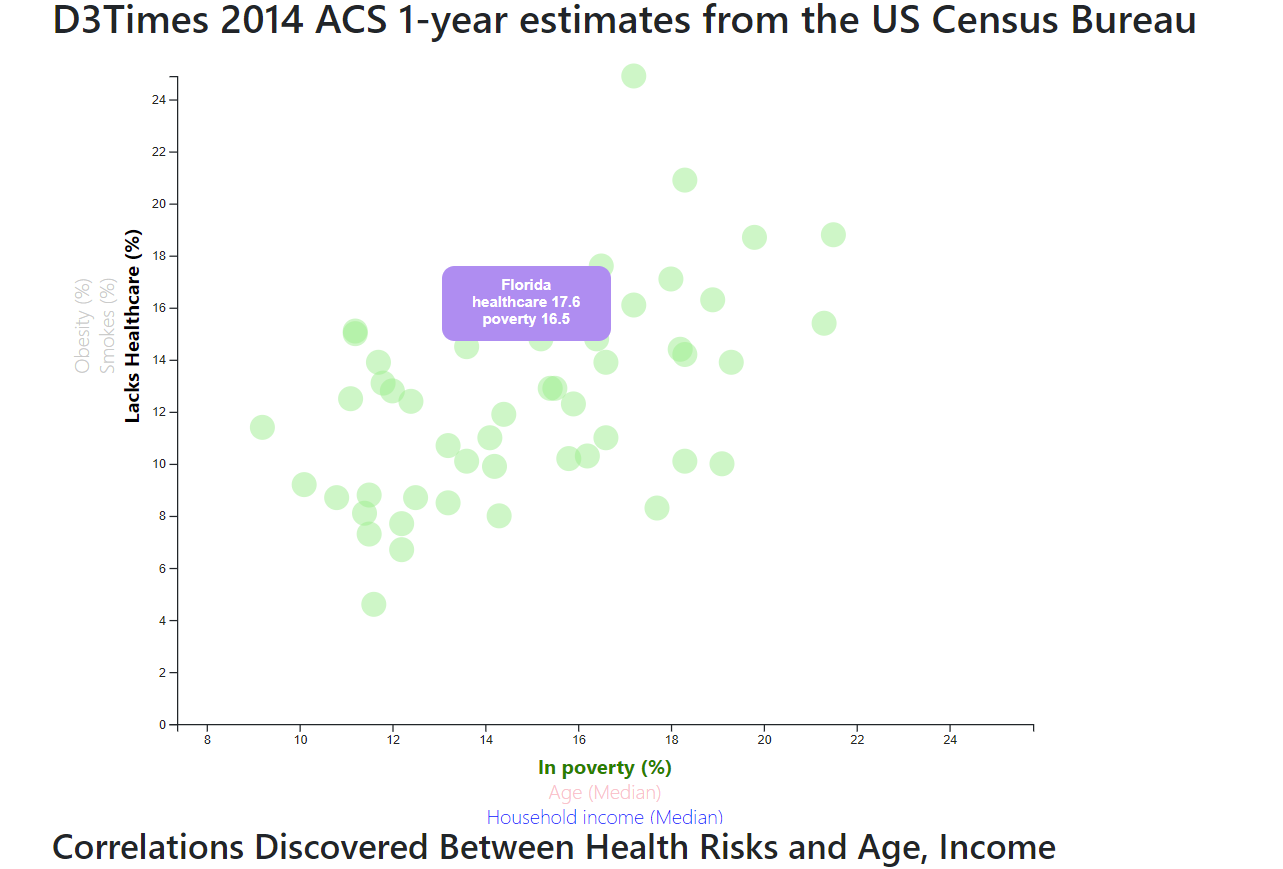 D3Times 2014 ACS 1-year estimates from the US Census Bureau
24
22
20
18
16
14
12
10
8
6
4
2
0
Obesity (%)
Smokes (%)
Lacks Healthcare (%)
Florida
healthcare 17.6
poverty 16.5
8 10 12 14 16 18 20 22 24
In poverty (%)
Age (Median)
Household income (Median)
Correlations Discovered Between Health Risks and Age, Income